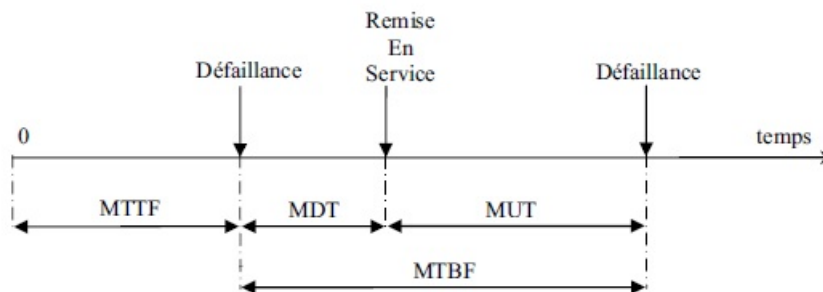 Remise
En
Service
Défaillance
Défaillance
0
temps
MTTF
MDT
MUT
MTBF